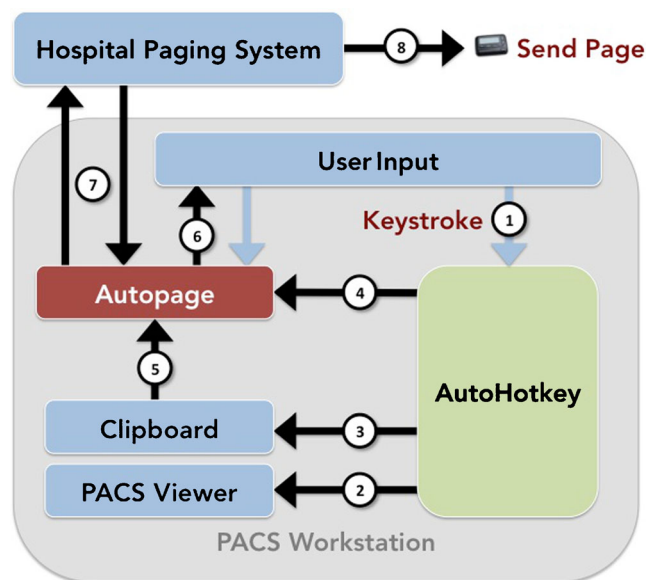 Hospital Paging System
8
Send Page
7
User Input
6
Keystroke
1
Autopage
4
5
AutoHotkey
Clipboard
3
PACS Viewer
2
PACS Workstation